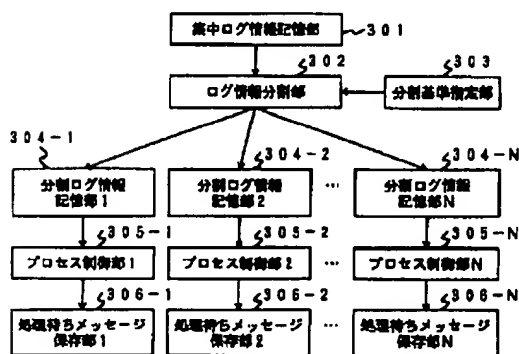 集中ログ情報記憶部
301
302
303
ログ情報分割部
分割基準指定部
304-1
304-2
304-N
分割ログ情報
記憶部1
分割ログ情報
記憶部2
…
分割ログ情報
記憶部N
305-1
305-2
305-N
プロセス制御部1
プロセス制御部2
…
プロセス制御部N
306-1
306-2
306-N
処理待ちメッセージ
保存部1
処理待ちメッセージ
保存部2
…
処理待ちメッセージ
保存部N